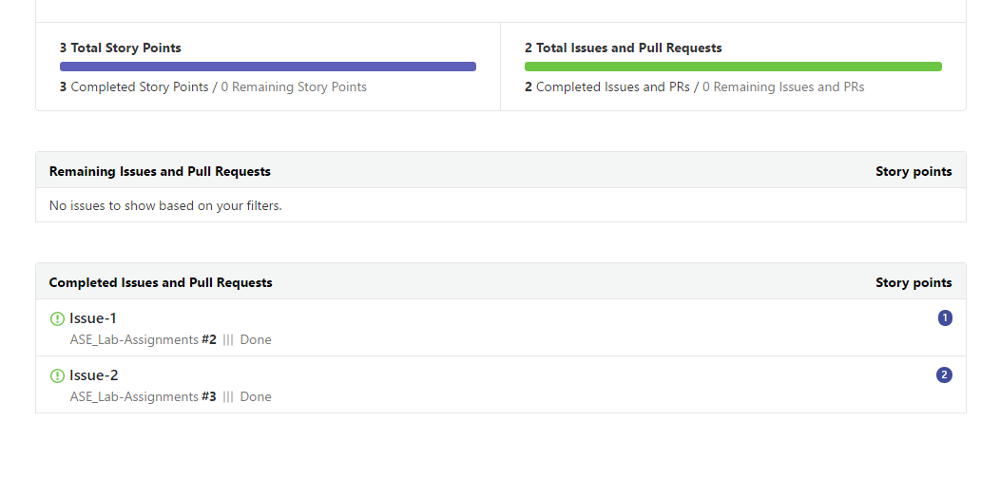 3 Total Story Points
3 Completed Story Points / 0 Remaining Story Points
2 Total Issues and Pull Requests
2 Completed Issues and PRs / 0 Remaining Issues and PRs
Remaining Issues and Pull Requests Story points
No issues to show based on your filters.
Completed Issues and Pull Requests Story points
Issue-1 1
ASE_Lab-Assignments #2 Done
Issue-2 2
ASE_Lab-Assignments #3 Done